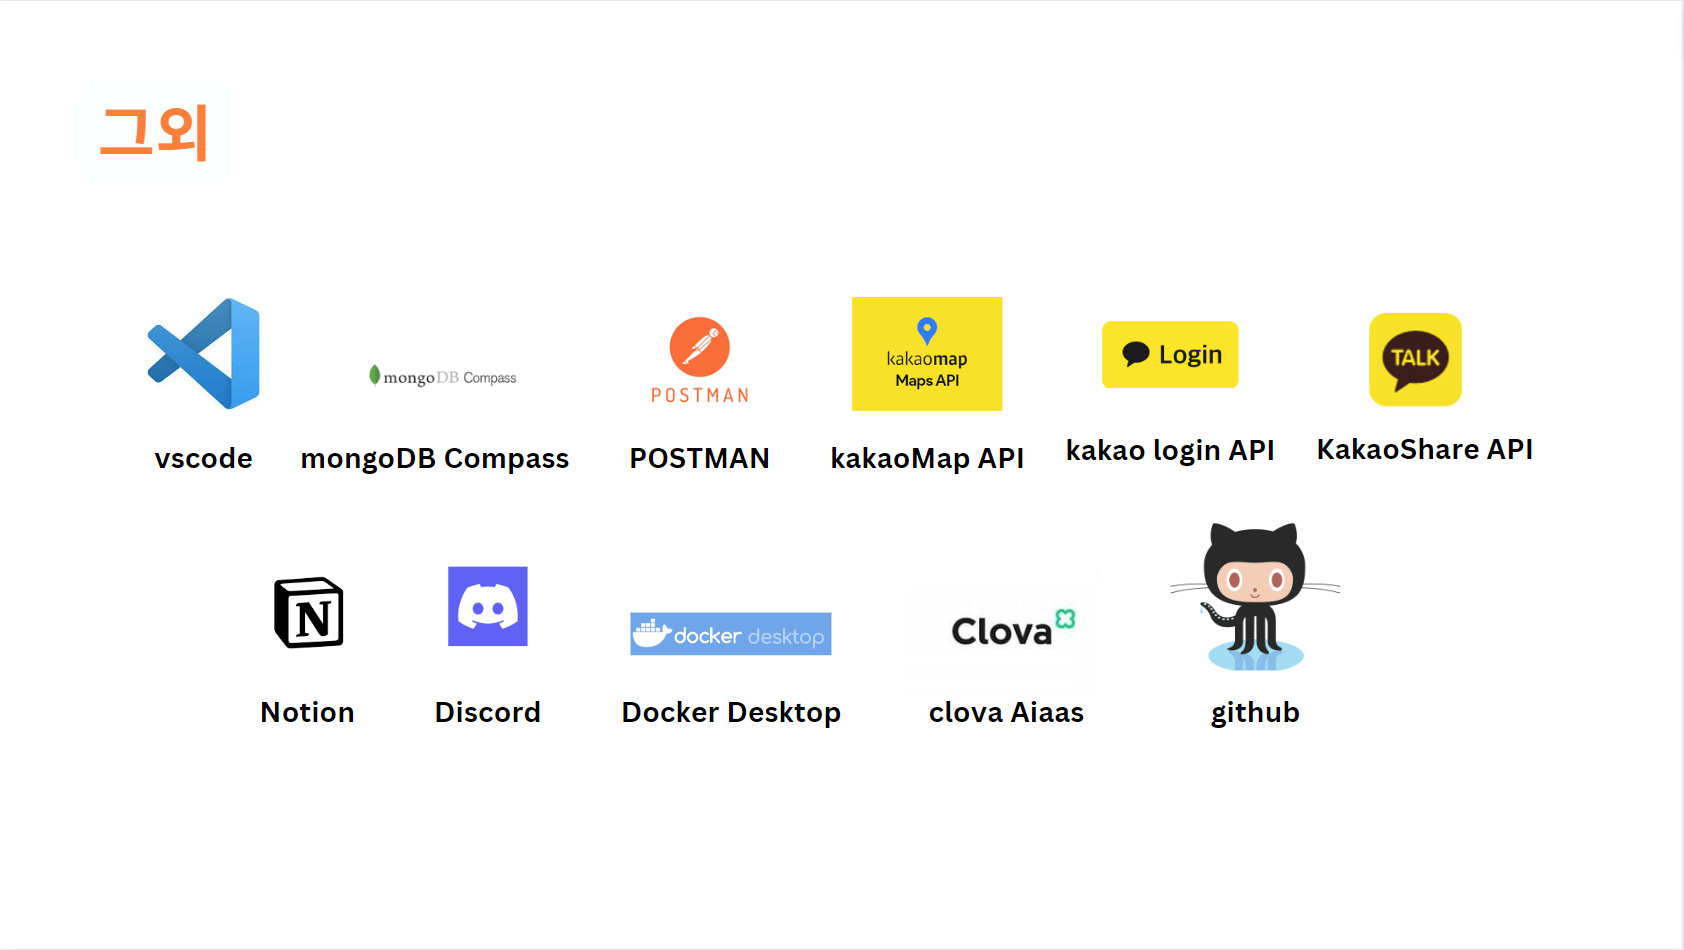 그외
mongoDB Compass
POSTMAN
kakaomap
Maps API
Login
TALK
vscode
mongoDB Compass
POSTMAN
kakaoMap API
kakao login API
KakaoShare API
N
docker desktop
Clova
Notion
Discord
Docker Desktop
clova Aiaas
github